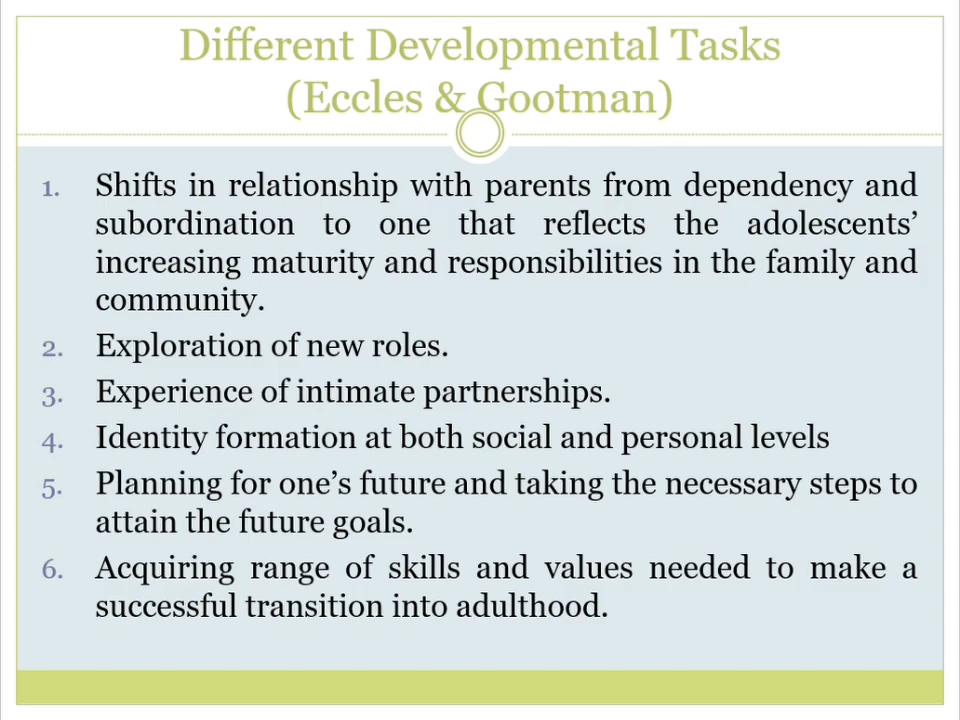 Different Developmental Tasks
(Eccles & Gootman)
1. Shifts in relationship with parents from dependency and
subordination to one that reflects the adolescents’
increasing maturity and responsibilities in the family and
community.
2. Exploration of new roles.
3. Experience of intimate partnerships.
4. Identity formation at both social and personal levels
5. Planning for one’s future and taking the necessary steps to
attain the future goals.
6. Acquiring range of skills and values needed to make a
successful transition into adulthood.